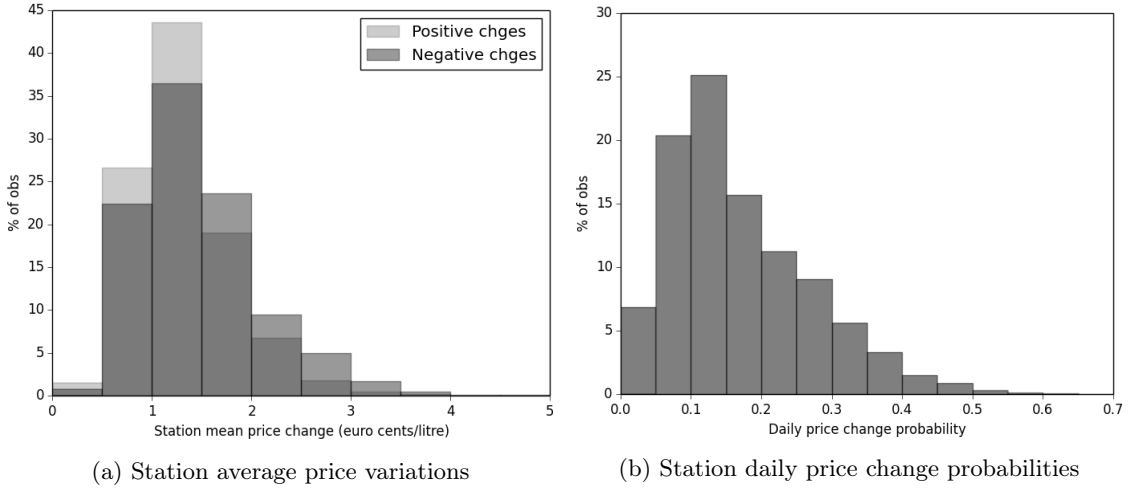 45
40
35
30
25
20
15
10
5
0
% of obs
Positive chges
Negative chges
0 1 2 3 4 5
Station mean price change (euro cents/litre)
(a) Station average price variations
30
25
20
15
10
5
0
% of obs
0.0 0.1 0.2 0.3 0.4 0.5 0.6 0.7
Daily price change probability
(b) Station daily price change probabilities